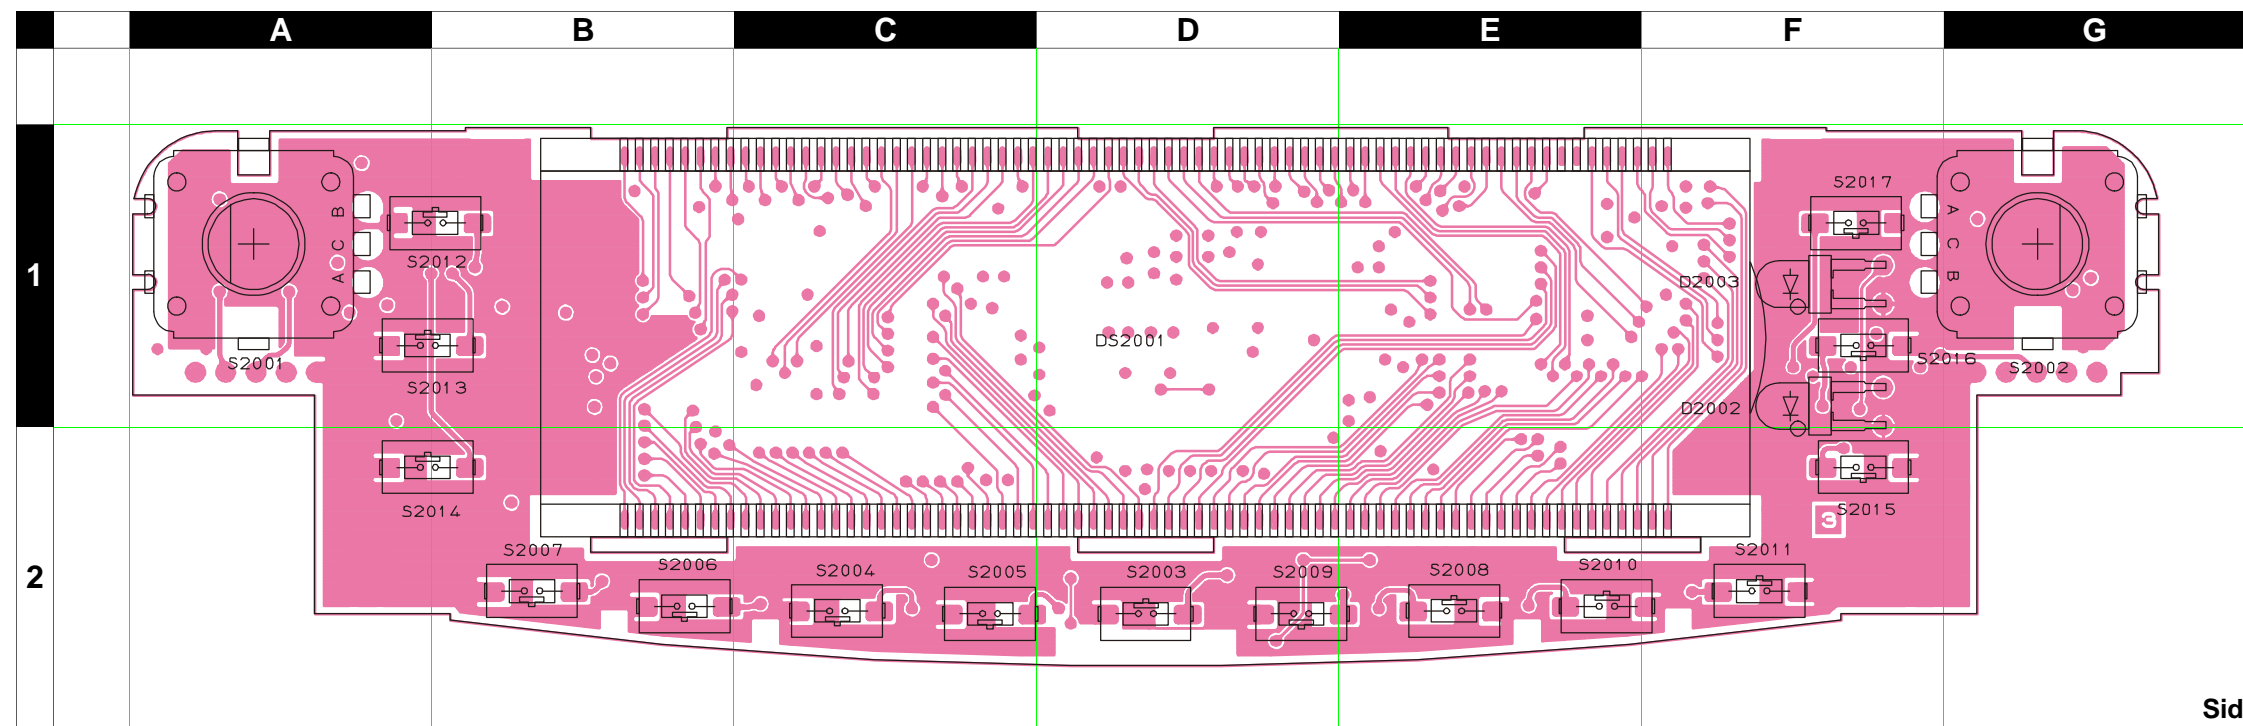 A B C D E F G
1
S2017
B
A
S2012
C
C
A
B
D2003
DS2001
S2001
S2016
S2002
S2013
D2002
S2014
S2015
3
2
S2007
S2011
S2006
S2004
S2005
S2003
S2009
S2008
S2010
Sid